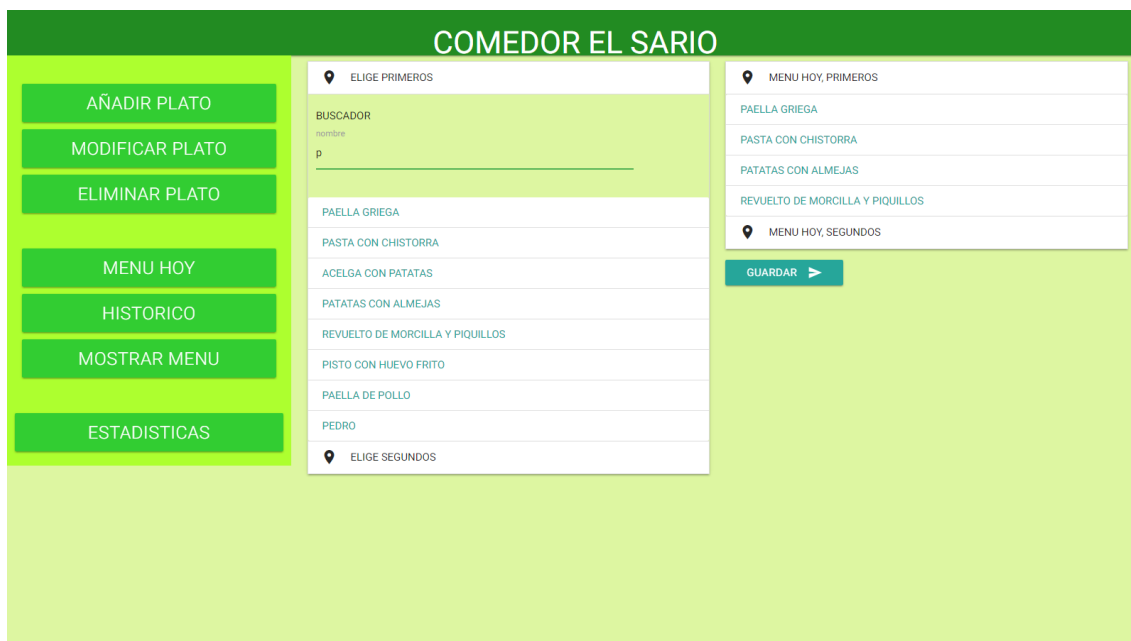 COMEDOR EL SARIO
AÑADIR PLATO
MODIFICAR PLATO
ELIMINAR PLATO
MENU HOY
HISTORICO
MOSTRAR MENU
ESTADISTICAS
ELIGE PRIMEROS
BUSCADOR
nombre
p
PAELLA GRIEGA
PASTA CON CHISTORRA
ACELGA CON PATATAS
PATATAS CON ALMEJAS
REVUELTO DE MORCILLA Y PIQUILLOS
PISTO CON HUEVO FRITO
PAELLA DE POLLO
PEDRO
ELIGE SEGUNDOS
MENU HOY, PRIMEROS
PAELLA GRIEGA
PASTA CON CHISTORRA
PATATAS CON ALMEJAS
REVUELTO DE MORCILLA Y PIQUILLOS
MENU HOY, SEGUNDOS
GUARDAR